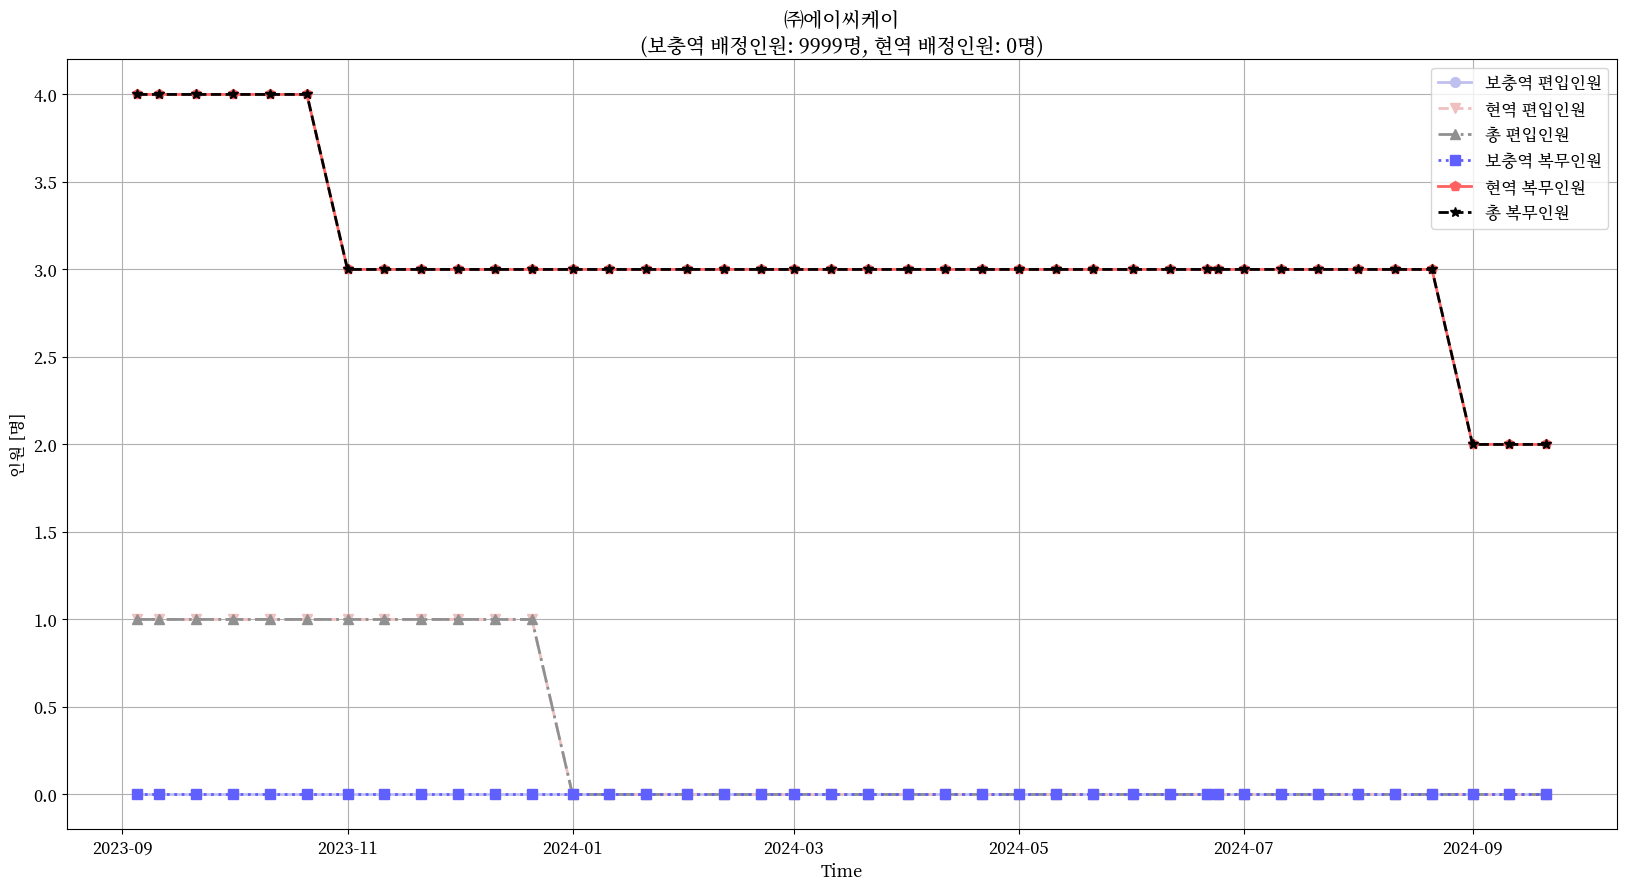 ㈜에이씨케이
(보충역 배정인원: 9999명, 현역 배정인원: 0명)
보충역 편입인원
현역 편입인원
총 편입인원
보충역 복무인원
현역 복무인원
총 복무인원
4.0
3.5
3.0
2.5
2.0
1.5
1.0
0.5
0.0
인원 [명]
2023-09
2023-11
2024-01
2024-03
2024-05
2024-07
2024-09
Time